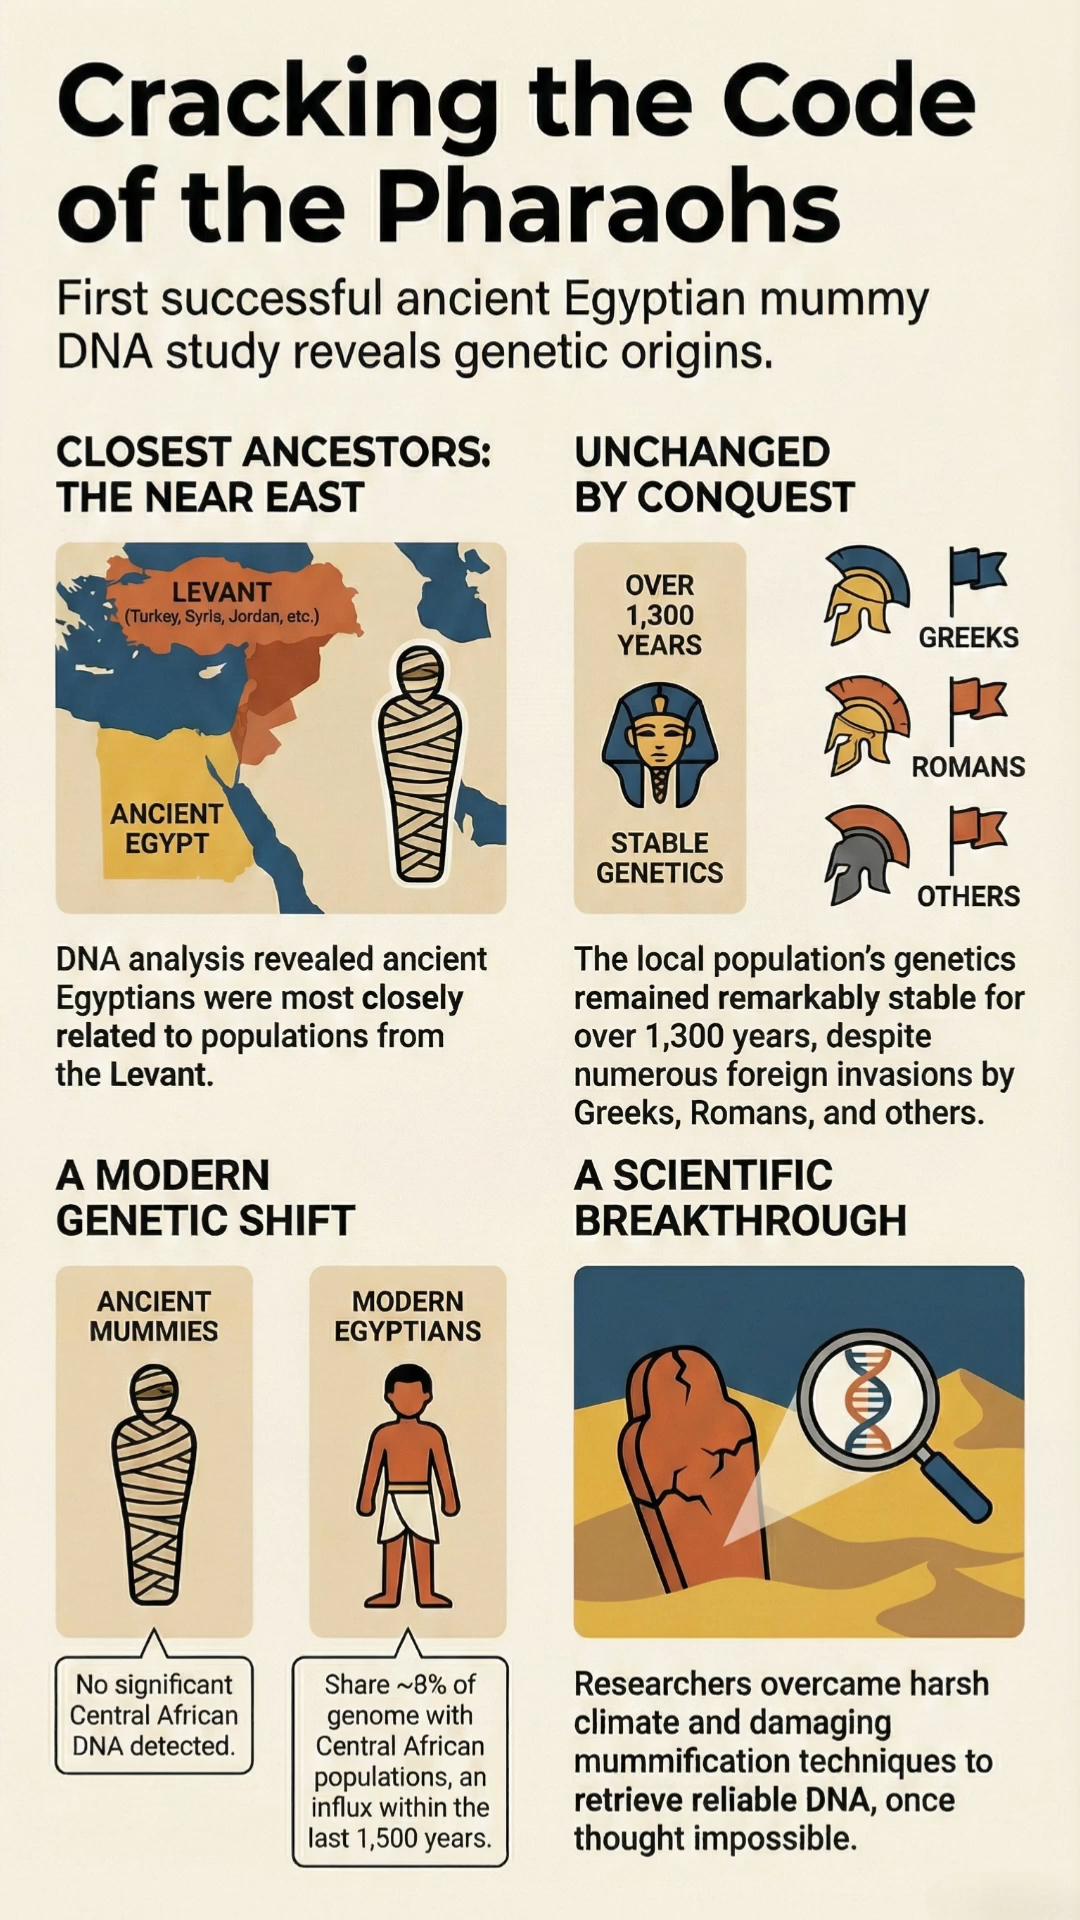 Cracking the Code
of the Pharaohs
First successful ancient Egyptian mummy
DNA study reveals genetic origins.
CLOSEST ANCESTORS:
THE NEAR EAST
LEVANT
(Turkey, Syris, Jordan, etc.)
ANCIENT
EGYPT
DNA analysis revealed ancient
Egyptians were most closely
related to populations from
the Levant.
UNCHANGED
BY CONQUEST
OVER
1,300
YEARS
STABLE
GENETICS
GREEKS
ROMANS
OTHERS
The local population’s genetics
remained remarkably stable for
over 1,300 years, despite
numerous foreign invasions by
Greeks, Romans, and others.
A MODERN
GENETIC SHIFT
ANCIENT
MUMMIES
No significant
Central African
DNA detected.
MODERN
EGYPTIANS
Share ~8% of
genome with
Central African
populations, an
influx within the
last 1,500 years.
A SCIENTIFIC
BREAKTHROUGH
Researchers overcame harsh
climate and damaging
mummification techniques to
retrieve reliable DNA, once
thought impossible.